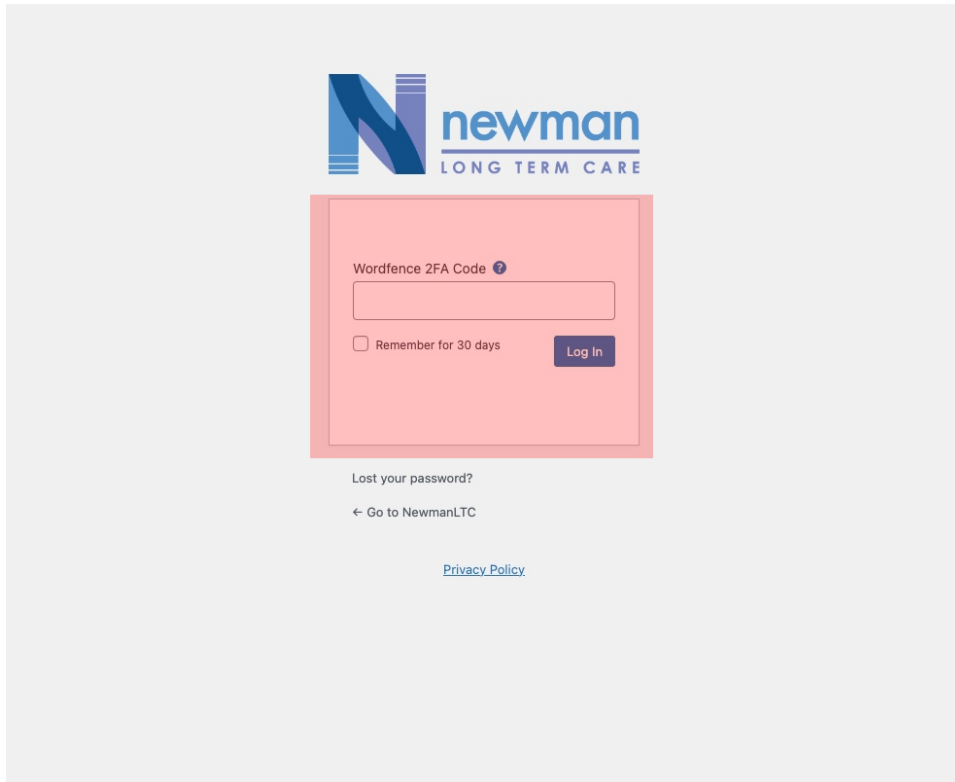 newman
LONG TERM CARE
Wordfence 2FA Code ?
Remember for 30 days
Log In
Lost your password?
← Go to NewmanLTC
Privacy Policy